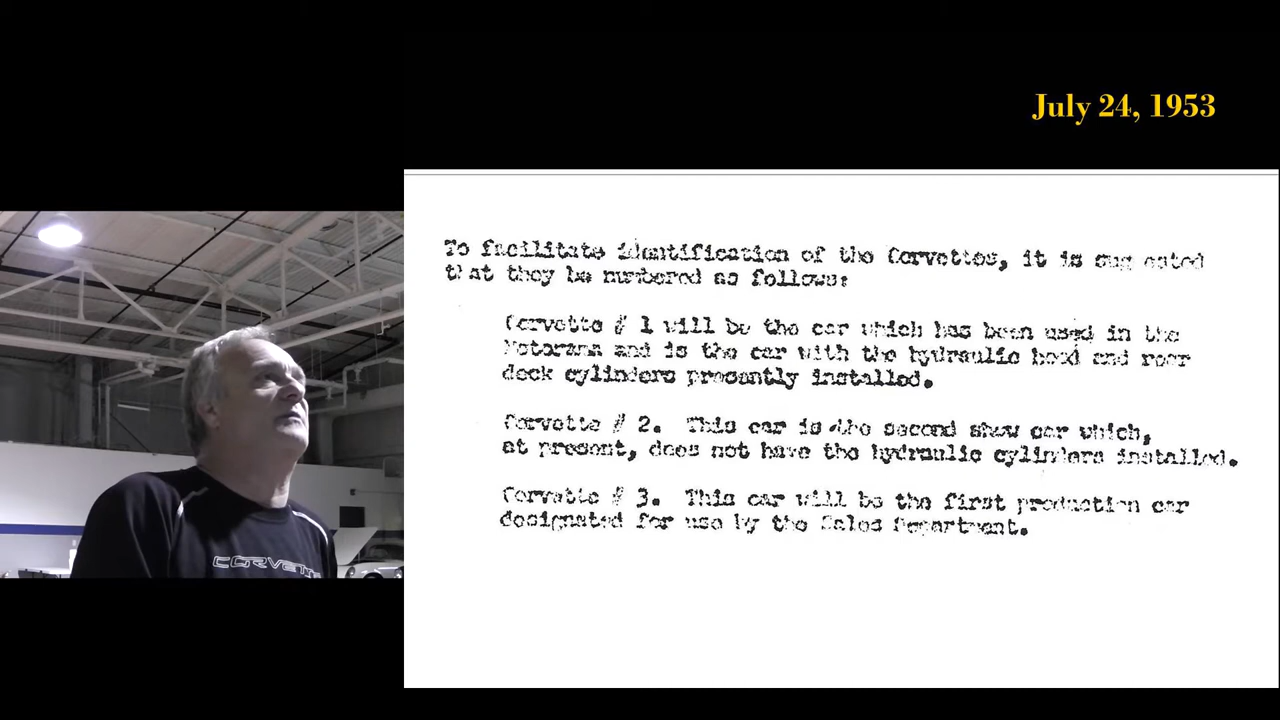 July 24, 1953
To facilitate identification of the Corvettes, it is suggested
that they be numbered as follows:
Corvette # 1 will be the car which has been used in the
Motorama and is the car with the hydraulic hood and rear
deck cylinders presently installed.
Corvette # 2. This car is the second show car which,
at present, does not have the hydraulic cylinders installed.
Corvette # 3. This car will be the first production car
designated for use by the Sales Department.
CORVETTE